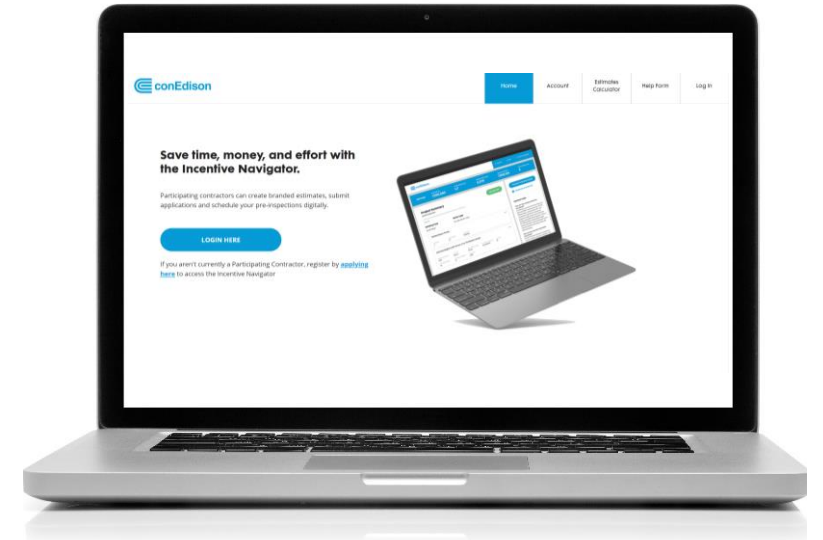 conEdison
Home
Account
Estimates
Calculator
Help Form
Log In
Save time, money, and effort with
the Incentive Navigator.
Participating contractors can create branded estimates, submit
applications and schedule your pre-inspections digitally.
LOGIN HERE
If you aren't currently a Participating Contractor, register by applying
here to access the Incentive Navigator